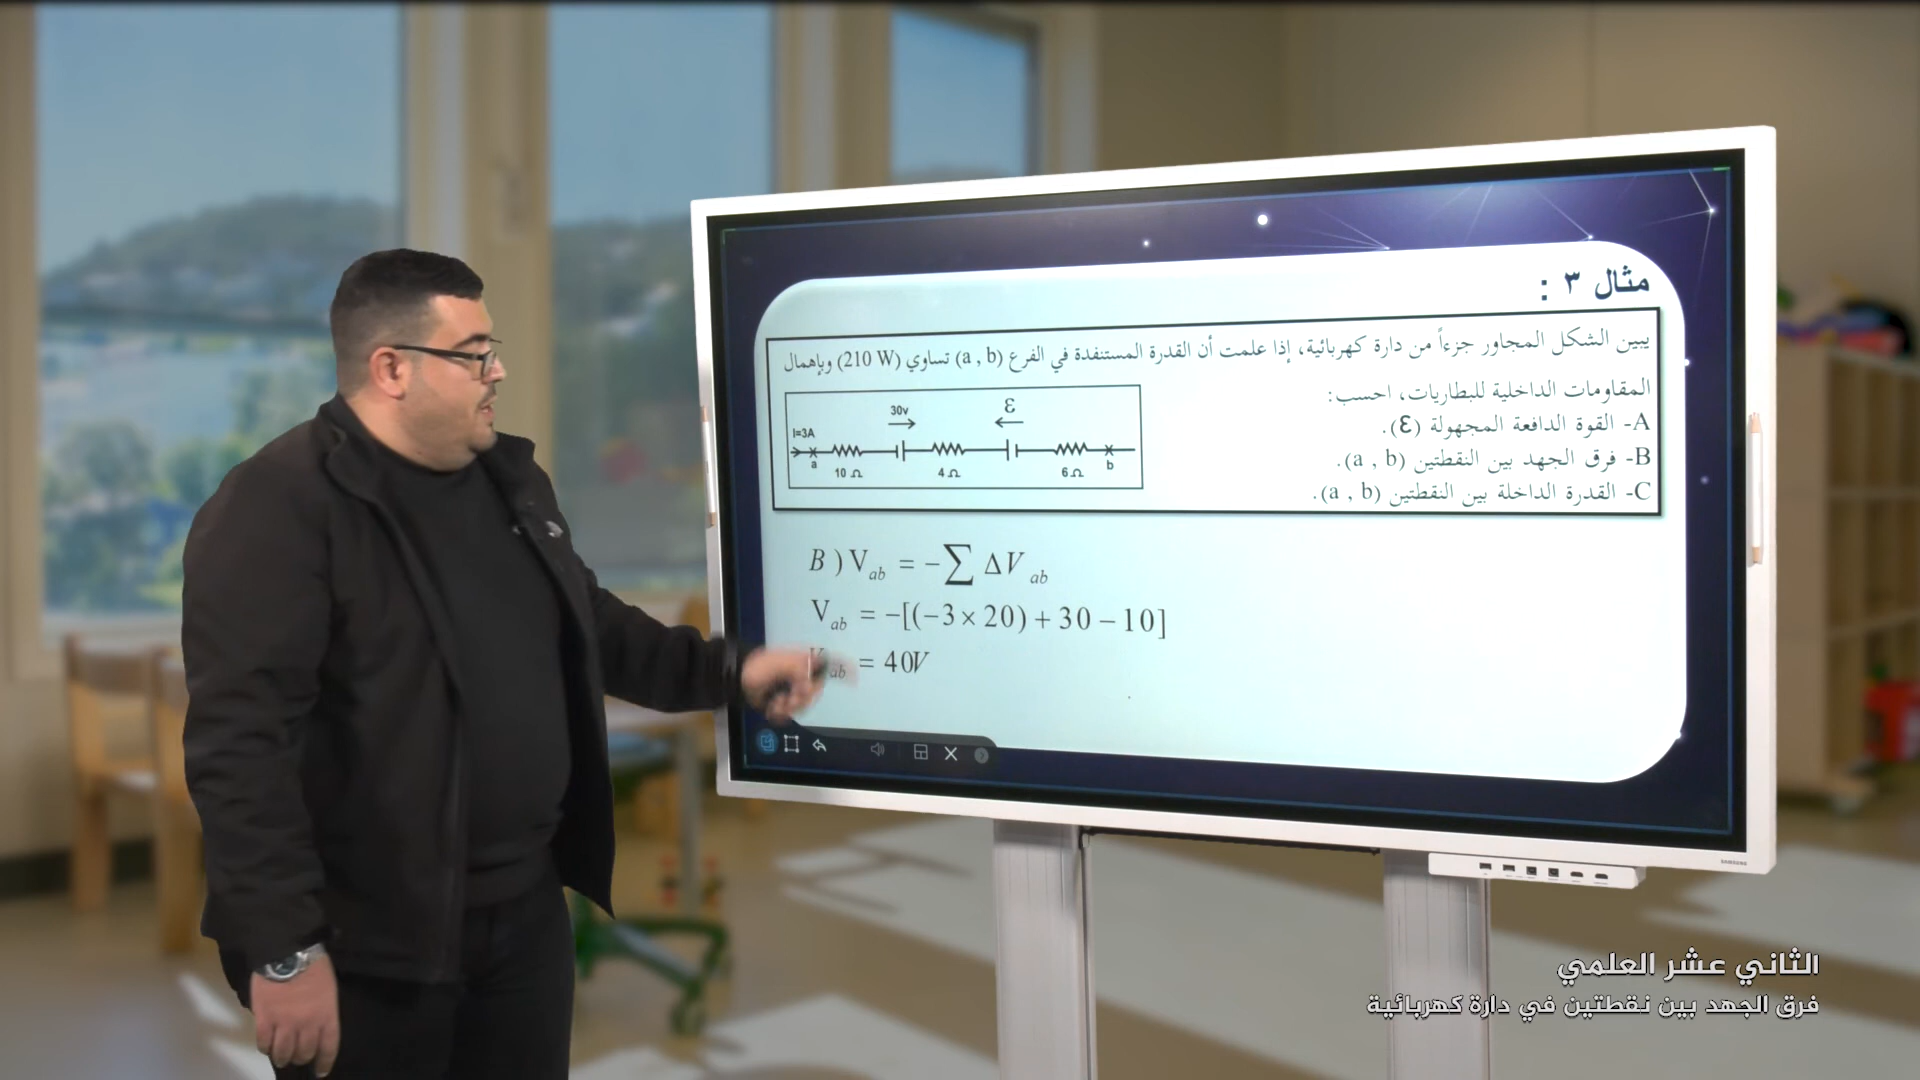 مثال ٣ :
يبين الشكل المجاور جزءاً من دارة كهربائية، إذا علمت أن القدرة المستنفدة في الفرع (a , b) تساوي (210 W) وبإهمال
المقاومات الداخلية للبطاريات، احسب:
A- القوة الدافعة المجهولة (Ɛ).
B- فرق الجهد بين النقطتين (a , b).
C- القدرة الداخلة بين النقطتين (a , b).
30v Ɛ
I=3A
a 10 Ω 4 Ω 6 Ω b
B ) V_ab = -∑ ΔV_ab
V_ab = -[(-3 × 20) + 30 - 10]
V_ab = 40V
SAMSUNG
الثاني عشر العلمي
فرق الجهد بين نقطتين في دارة كهربائية